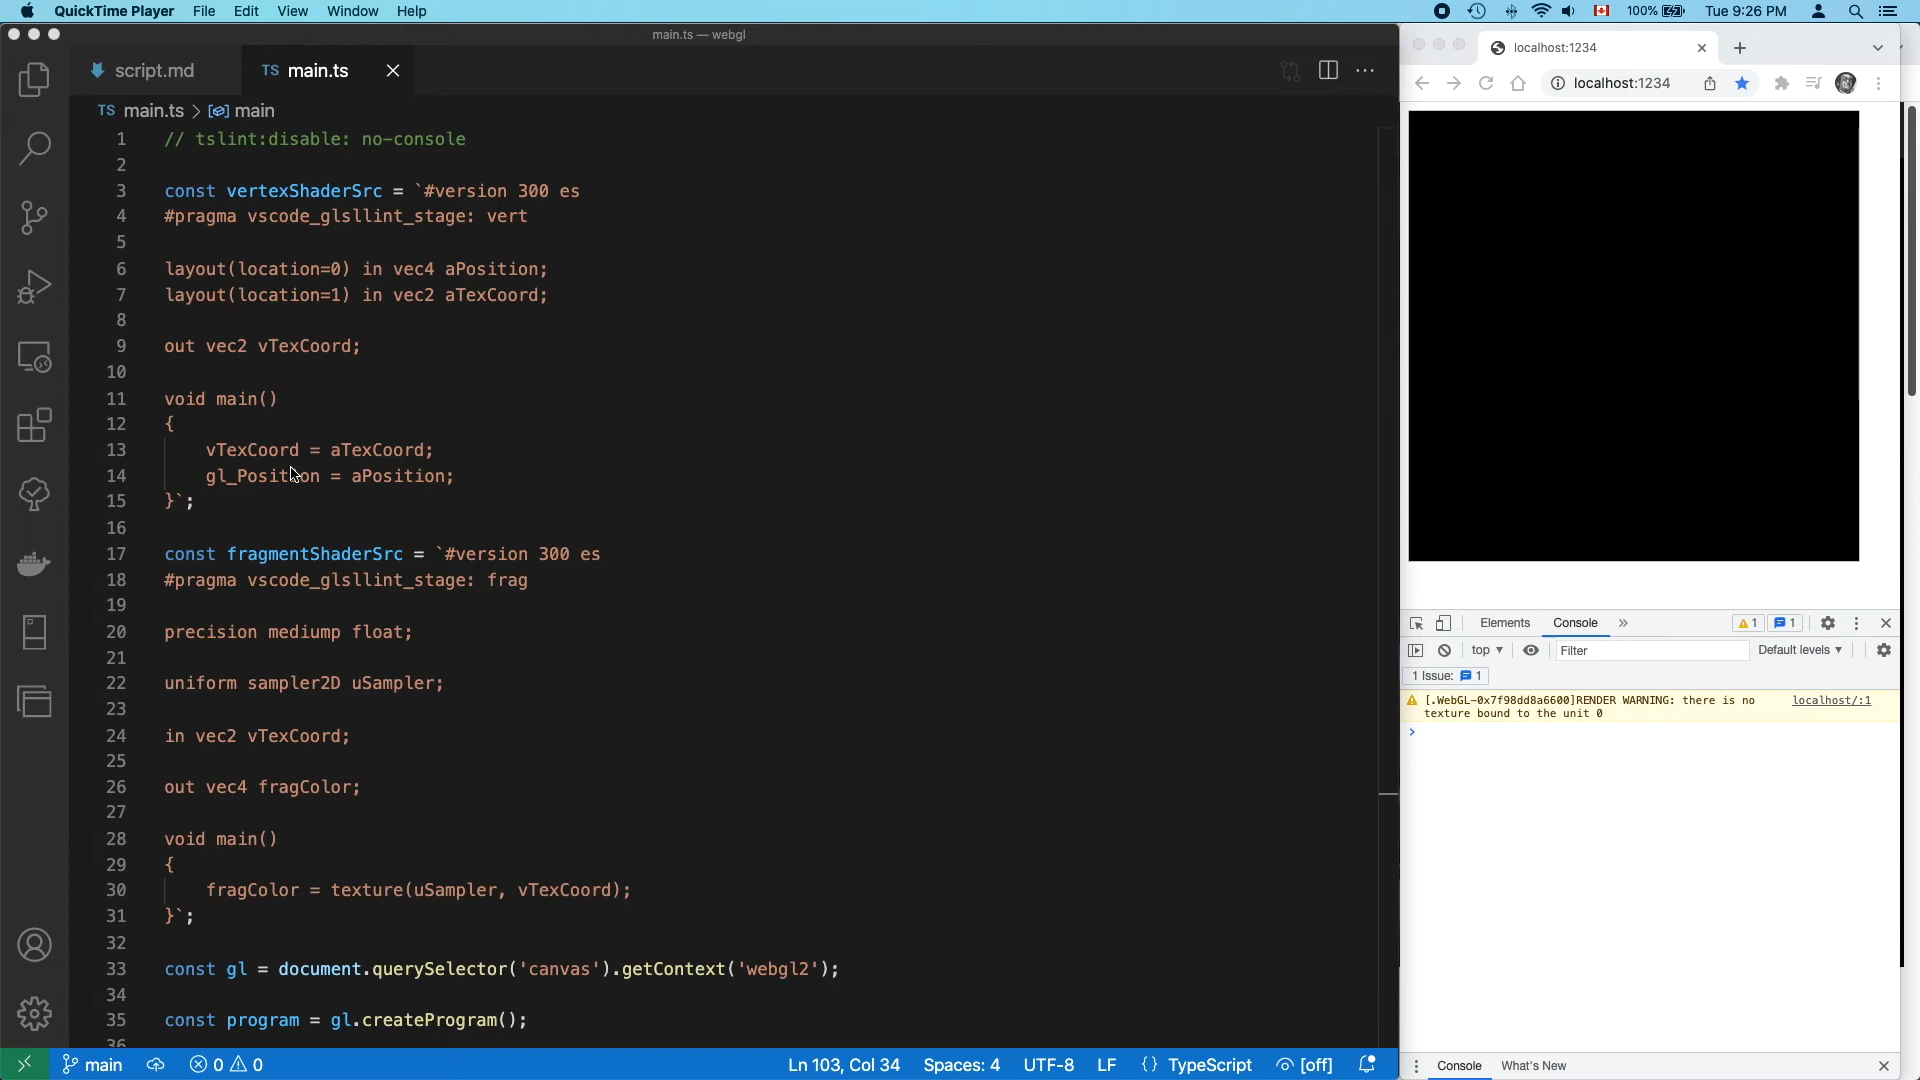 QuickTime Player File Edit View Window Help 100% Tue 9:26 PM
main.ts — webgl
script.md TS main.ts
TS main.ts > main
1 // tslint:disable: no-console
2
3 const vertexShaderSrc = `#version 300 es
4 #pragma vscode_glsllint_stage: vert
5
6 layout(location=0) in vec4 aPosition;
7 layout(location=1) in vec2 aTexCoord;
8
9 out vec2 vTexCoord;
10
11 void main()
12 {
13 vTexCoord = aTexCoord;
14 gl_Position = aPosition;
15 }`;
16
17 const fragmentShaderSrc = `#version 300 es
18 #pragma vscode_glsllint_stage: frag
19
20 precision mediump float;
21
22 uniform sampler2D uSampler;
23
24 in vec2 vTexCoord;
25
26 out vec4 fragColor;
27
28 void main()
29 {
30 fragColor = texture(uSampler, vTexCoord);
31 }`;
32
33 const gl = document.querySelector('canvas').getContext('webgl2');
34
35 const program = gl.createProgram();
36
main 0 0 Ln 103, Col 34 Spaces: 4 UTF-8 LF {} TypeScript [off]
localhost:1234
localhost:1234
Elements Console » 1 1
top ▼ Filter Default levels ▼
1 Issue: 1
[.WebGL-0x7f98dd8a6600]RENDER WARNING: there is no localhost/:1
texture bound to the unit 0
>
Console What's New